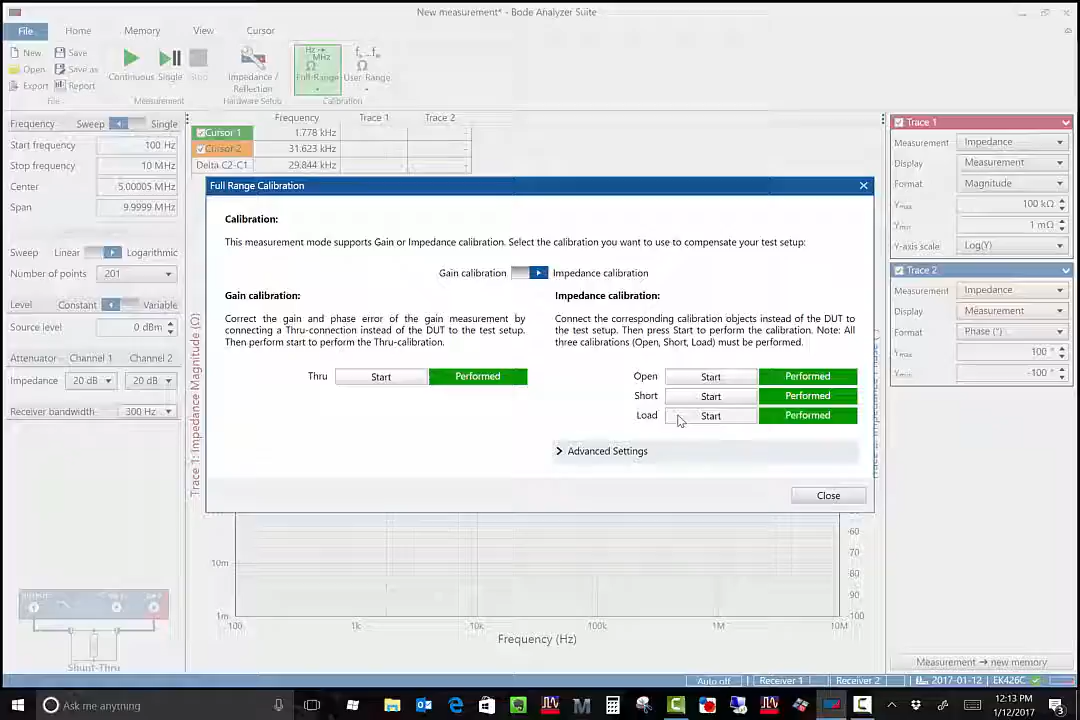 New measurement* - Bode Analyzer Suite
File Home Memory View Cursor
New Save
Open Save as
Export Report
Continuous Single Stop
Impedance / Reflection
Hz→ MHz Ω
Full-Range User Range
File Measurement Hardware Setup Calibration
Frequency Sweep Single
Start frequency 100 Hz
Stop frequency 10 MHz
Center 5.00005 MHz
Span 9.9999 MHz
Sweep Linear Logarithmic
Number of points 201
Level Constant Variable
Source level 0 dBm
Attenuator Channel 1 Channel 2
Impedance 20 dB 20 dB
Receiver bandwidth 300 Hz
Shunt-Thru
Frequency Trace 1 Trace 2
Cursor 1 1.778 kHz
Cursor 2 31.623 kHz
Delta C2-C1 29.844 kHz
Full Range Calibration
Calibration:
This measurement mode supports Gain or Impedance calibration. Select the calibration you want to use to compensate your test setup:
Gain calibration Impedance calibration
Gain calibration:
Correct the gain and phase error of the gain measurement by
connecting a Thru-connection instead of the DUT to the test setup.
Then perform start to perform the Thru-calibration.
Thru Start Performed
Impedance calibration:
Connect the corresponding calibration objects instead of the DUT to
the test setup. Then press Start to perform the calibration. Note: All
three calibrations (Open, Short, Load) must be performed.
Open Start Performed
Short Start Performed
Load Start Performed
Advanced Settings
Close
Trace 1: Impedance Magnitude (Ω)
10m
1m
100 1k 10k 100k 1M 10M
Frequency (Hz)
-60
-70
-80
-90
-100
Trace 1
Measurement Impedance
Display Measurement
Format Magnitude
Ymax 100 kΩ
Ymin 1 mΩ
Y-axis scale Log(Y)
Trace 2
Measurement Impedance
Display Measurement
Format Phase (°)
Ymax 100 °
Ymin -100 °
Measurement → new memory
Auto off Receiver 1 Receiver 2 2017-01-12 EK426C
Ask me anything
12:13 PM
1/12/2017